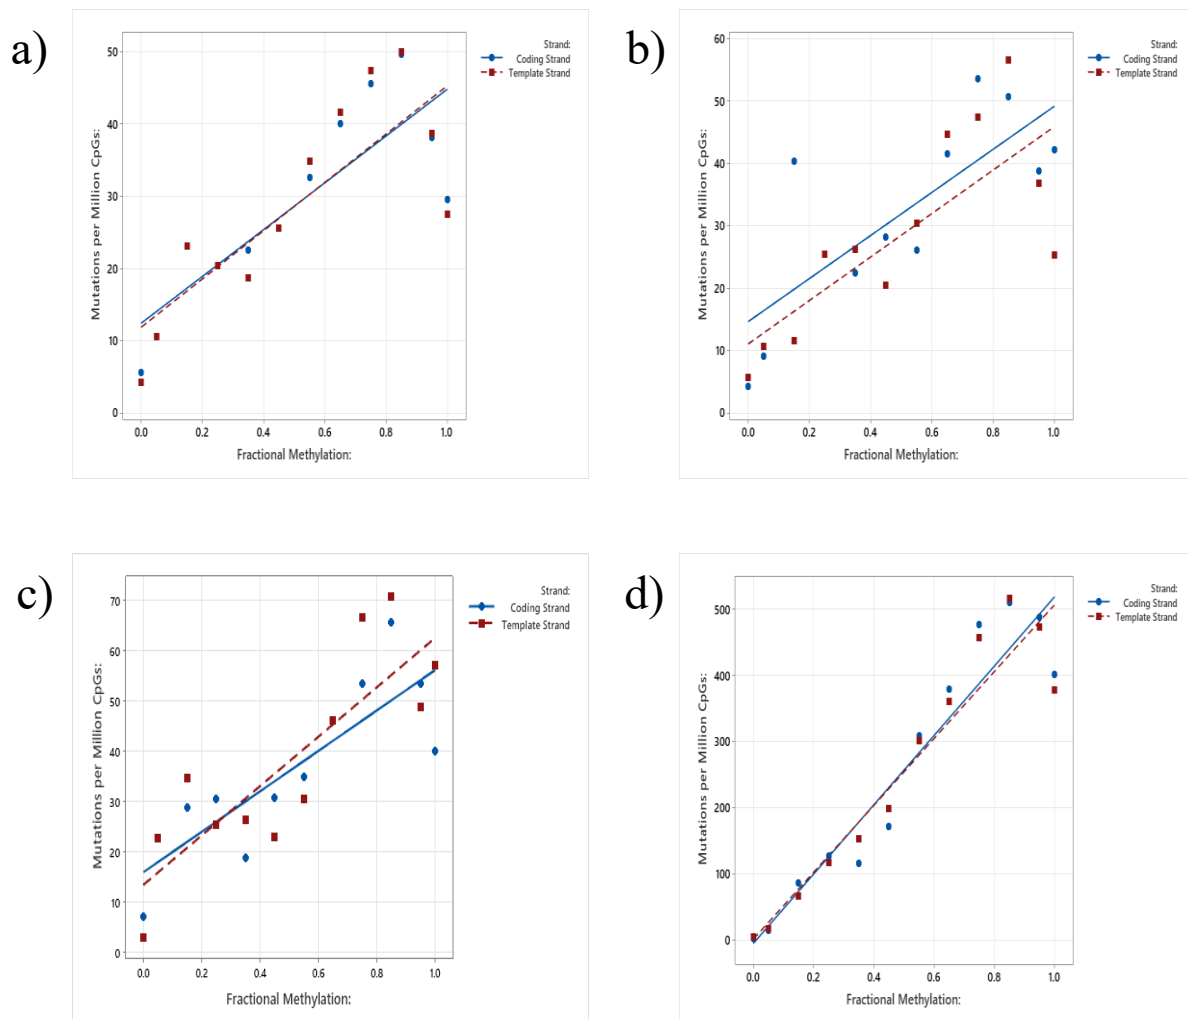 a)
Strand:
Coding Strand
Template Strand
Mutations per Million CpGs:
50
40
30
20
10
0
0.0 0.2 0.4 0.6 0.8 1.0
Fractional Methylation:
b)
Strand:
Coding Strand
Template Strand
Mutations per Million CpGs:
60
50
40
30
20
10
0
0.0 0.2 0.4 0.6 0.8 1.0
Fractional Methylation:
c)
Strand:
Coding Strand
Template Strand
Mutations per Million CpGs:
70
60
50
40
30
20
10
0
0.0 0.2 0.4 0.6 0.8 1.0
Fractional Methylation:
d)
Strand:
Coding Strand
Template Strand
Mutations per Million CpGs:
500
400
300
200
100
0
0.0 0.2 0.4 0.6 0.8 1.0
Fractional Methylation: